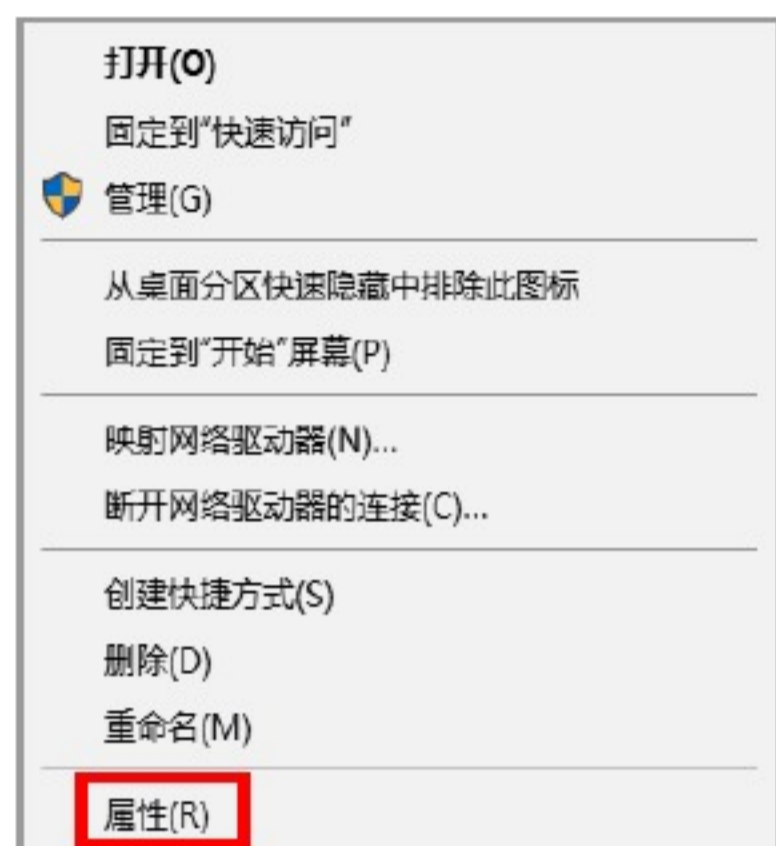 打开(O)
固定到"快速访问"
管理(G)
从桌面分区快速隐藏中排除此图标
固定到"开始"屏幕(P)
映射网络驱动器(N)...
断开网络驱动器的连接(C)...
创建快捷方式(S)
删除(D)
重命名(M)
属性(R)